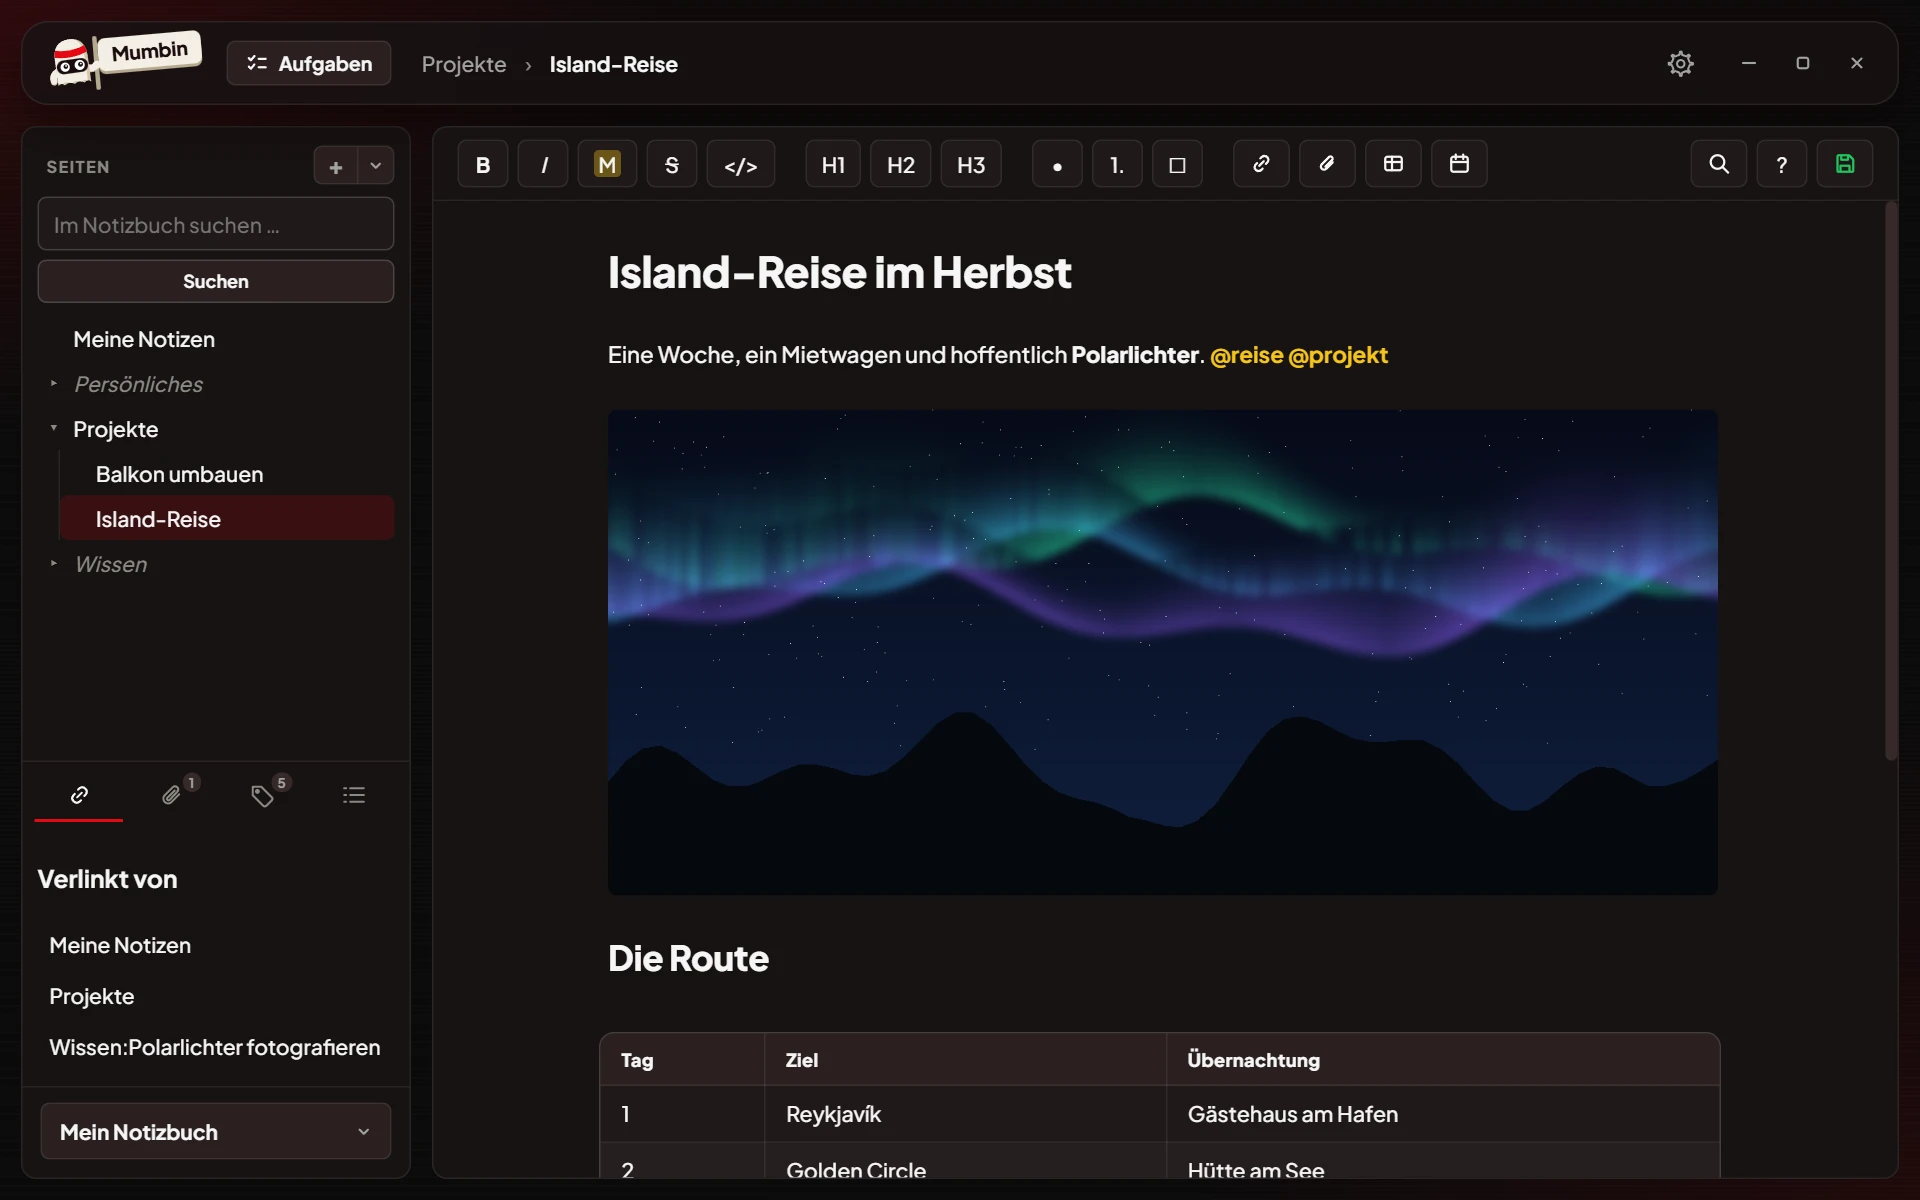 Mumbin
Aufgaben
Projekte › Island-Reise
SEITEN
+
Im Notizbuch suchen ...
Suchen
Meine Notizen
Persönliches
Projekte
Balkon umbauen
Island-Reise
Wissen
1
5
Verlinkt von
Meine Notizen
Projekte
Wissen:Polarlichter fotografieren
Mein Notizbuch
B I M S </> H1 H2 H3 • 1. ?
Island-Reise im Herbst
Eine Woche, ein Mietwagen und hoffentlich Polarlichter. @reise @projekt
Die Route
Tag Ziel Übernachtung
1 Reykjavík Gästehaus am Hafen
2 Golden Circle Hütte am See